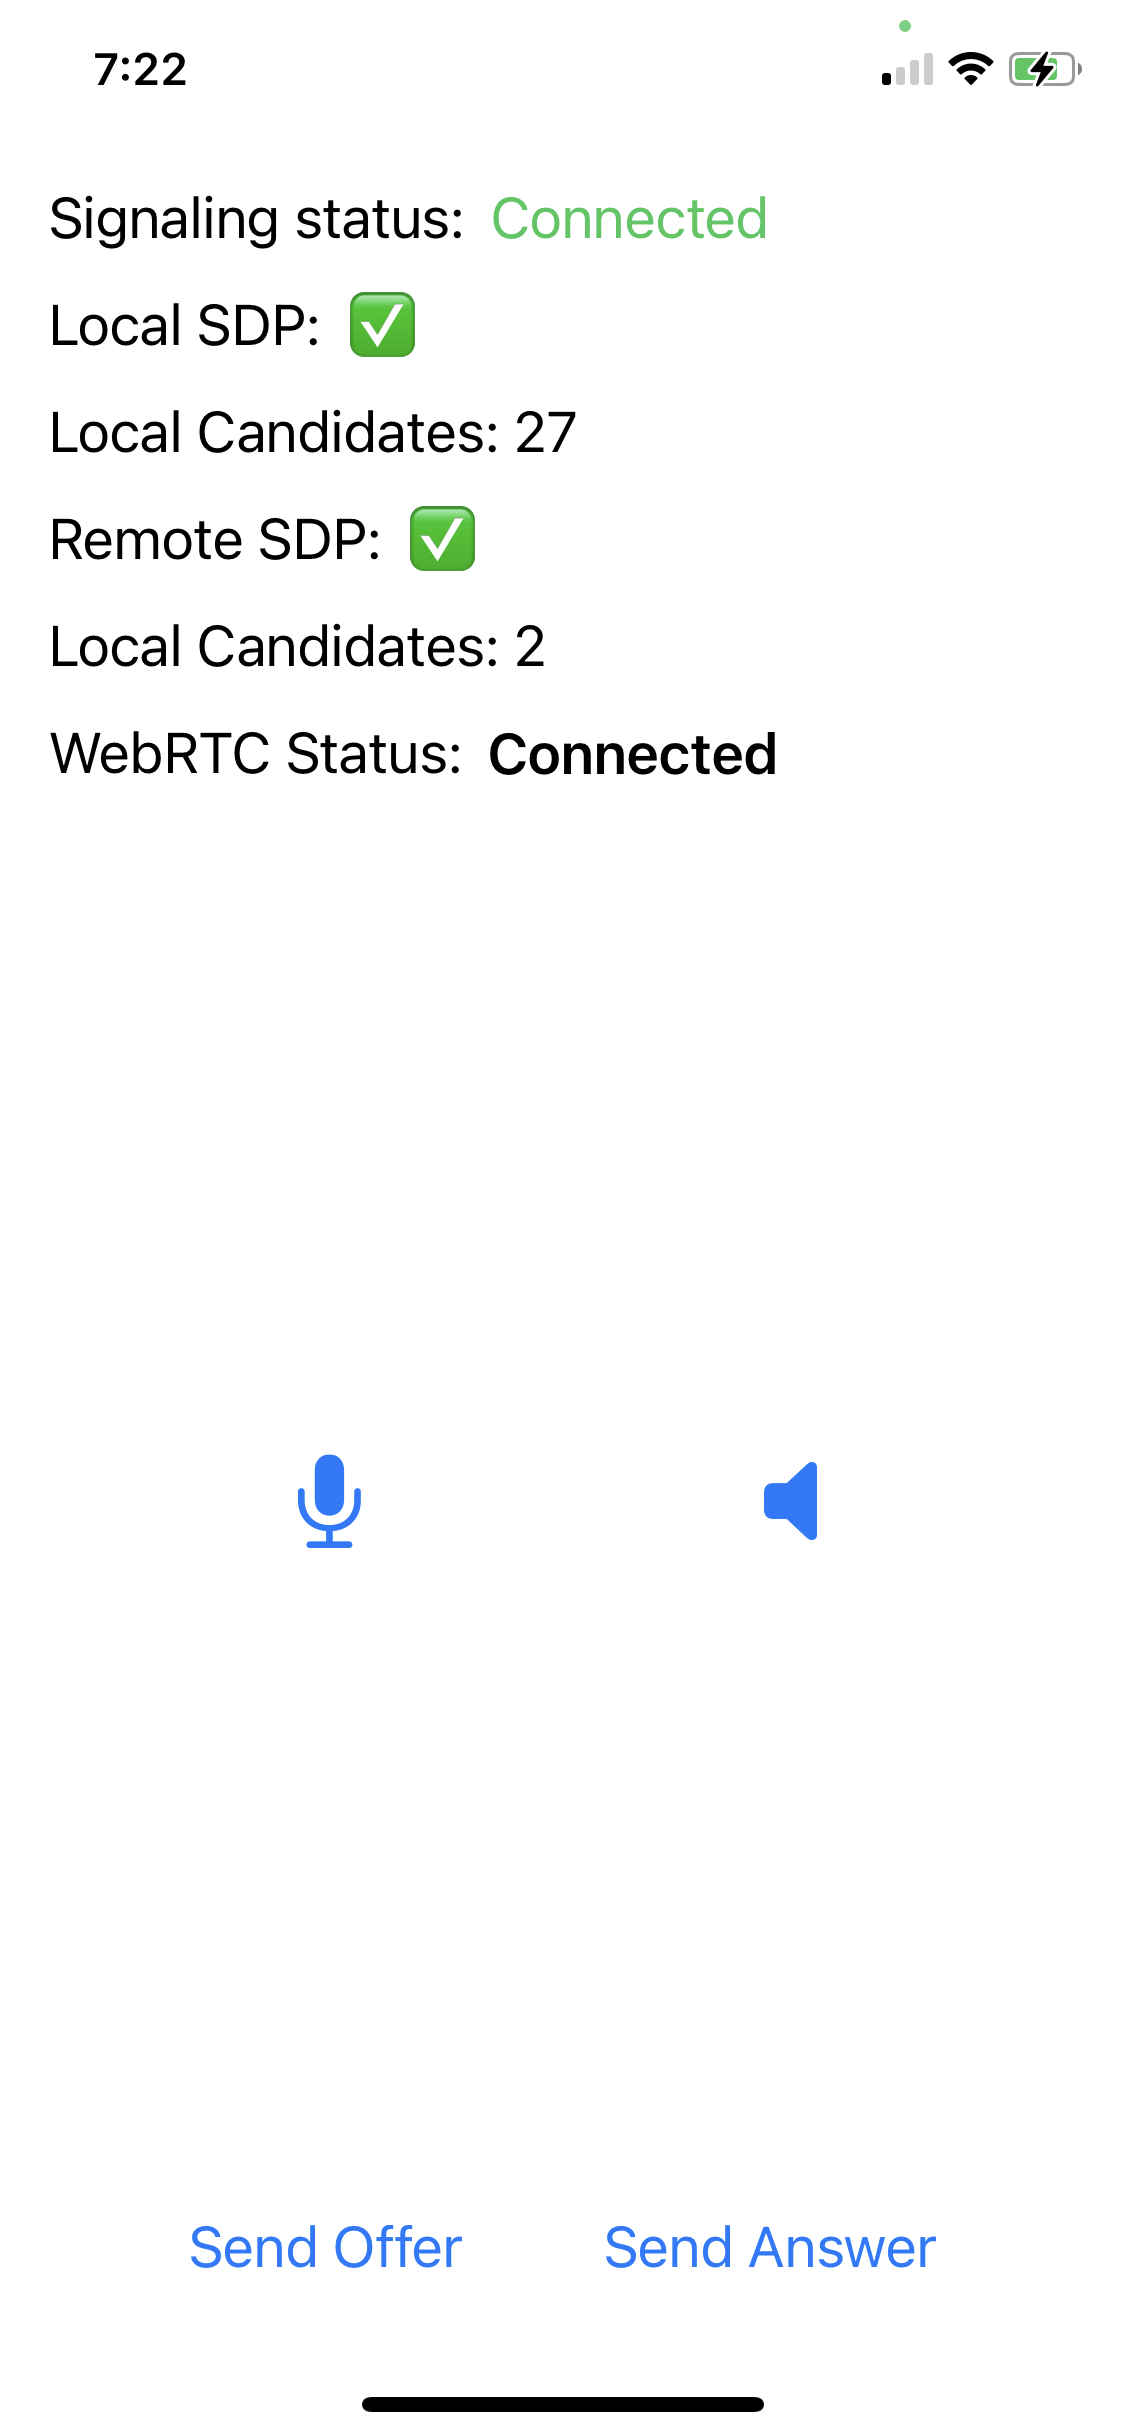 7:22
Signaling status: Connected
Local SDP: ✅
Local Candidates: 27
Remote SDP: ✅
Local Candidates: 2
WebRTC Status: Connected
Send Offer Send Answer